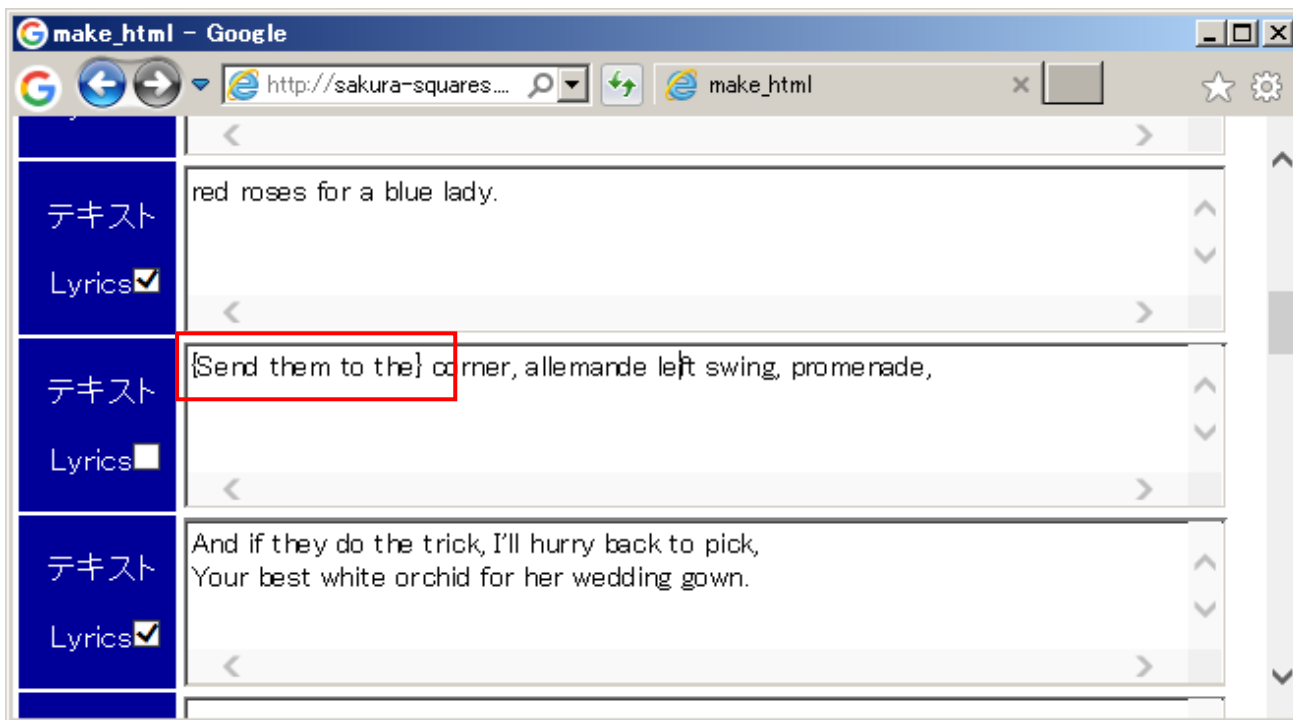 make_html - Google
http://sakura-squares.... make_html
red roses for a blue lady.
テキスト
Lyrics
{Send them to the} corner, allemande left swing, promenade,
テキスト
Lyrics
And if they do the trick, I'll hurry back to pick,
Your best white orchid for her wedding gown.
テキスト
Lyrics